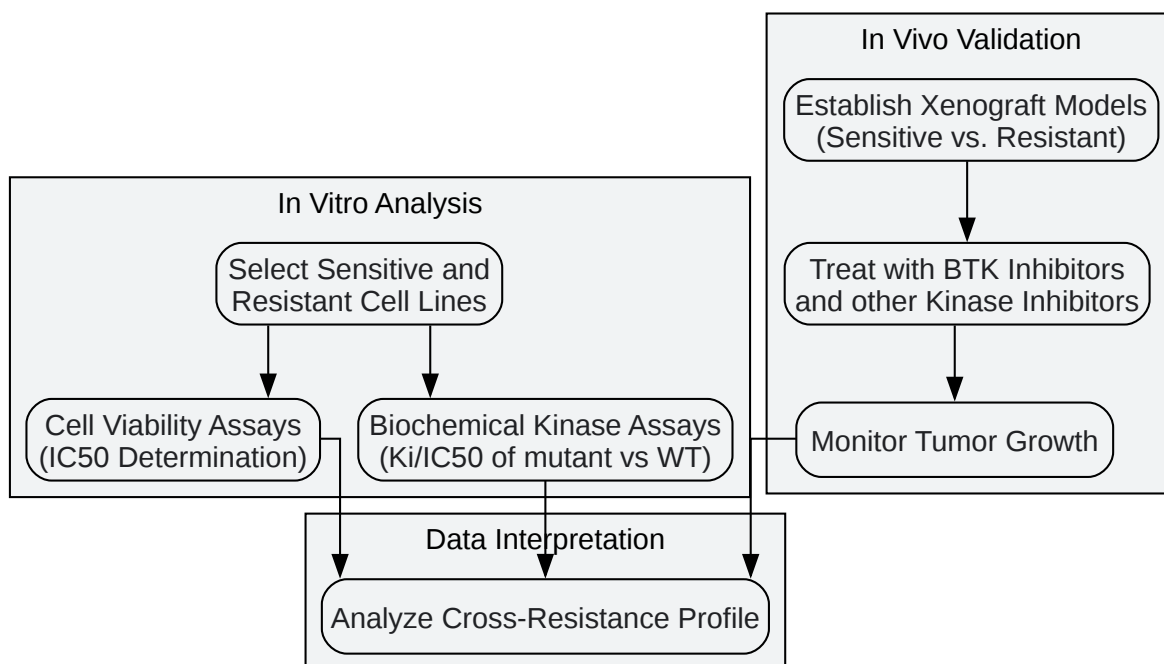 In Vivo Validation
Establish Xenograft Models
(Sensitive vs. Resistant)
Treat with BTK Inhibitors
and other Kinase Inhibitors
Monitor Tumor Growth
In Vitro Analysis
Select Sensitive and
Resistant Cell Lines
Cell Viability Assays
(IC50 Determination)
Biochemical Kinase Assays
(Ki/IC50 of mutant vs WT)
Data Interpretation
Analyze Cross-Resistance Profile